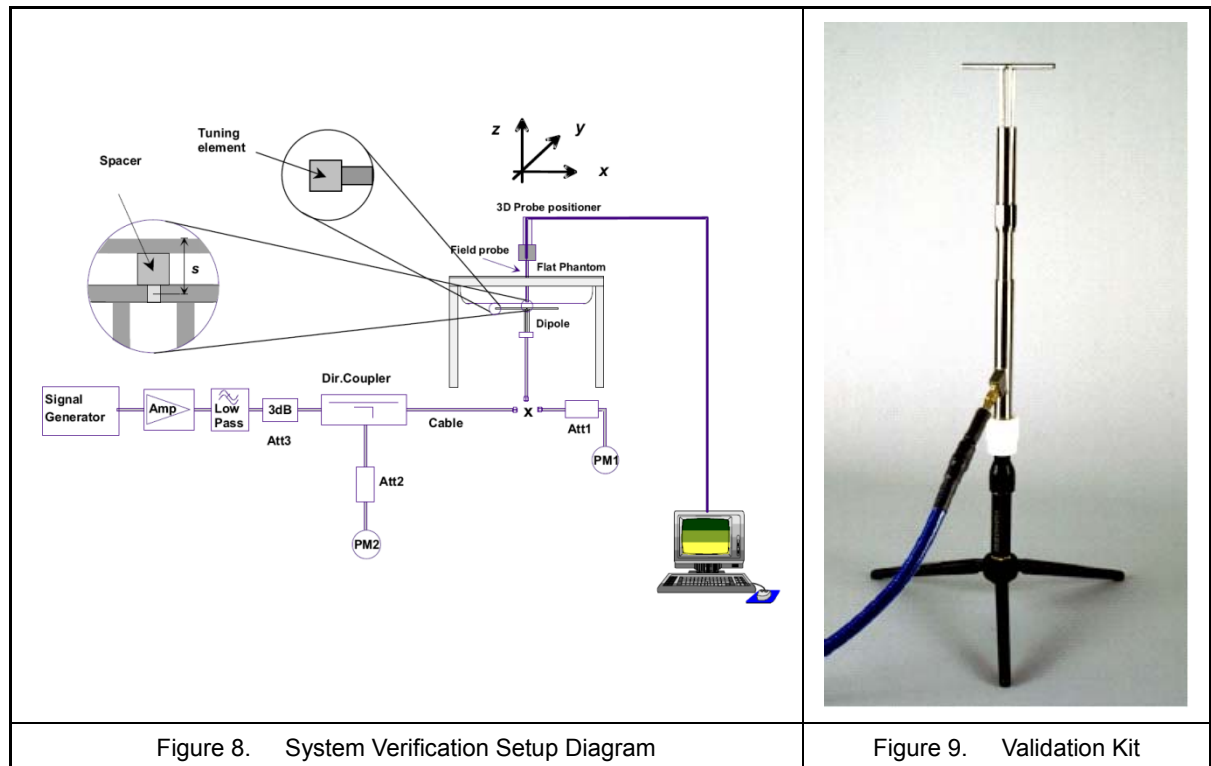 z
y
x
Tuning
element
Spacer
3D Probe positioner
Field probe
Flat Phantom
s
Dipole
Dir.Coupler
Signal
Generator
Amp
Low
Pass
3dB
Att3
Cable
x
Att1
PM1
Att2
PM2
Figure 8. System Verification Setup Diagram
Figure 9. Validation Kit